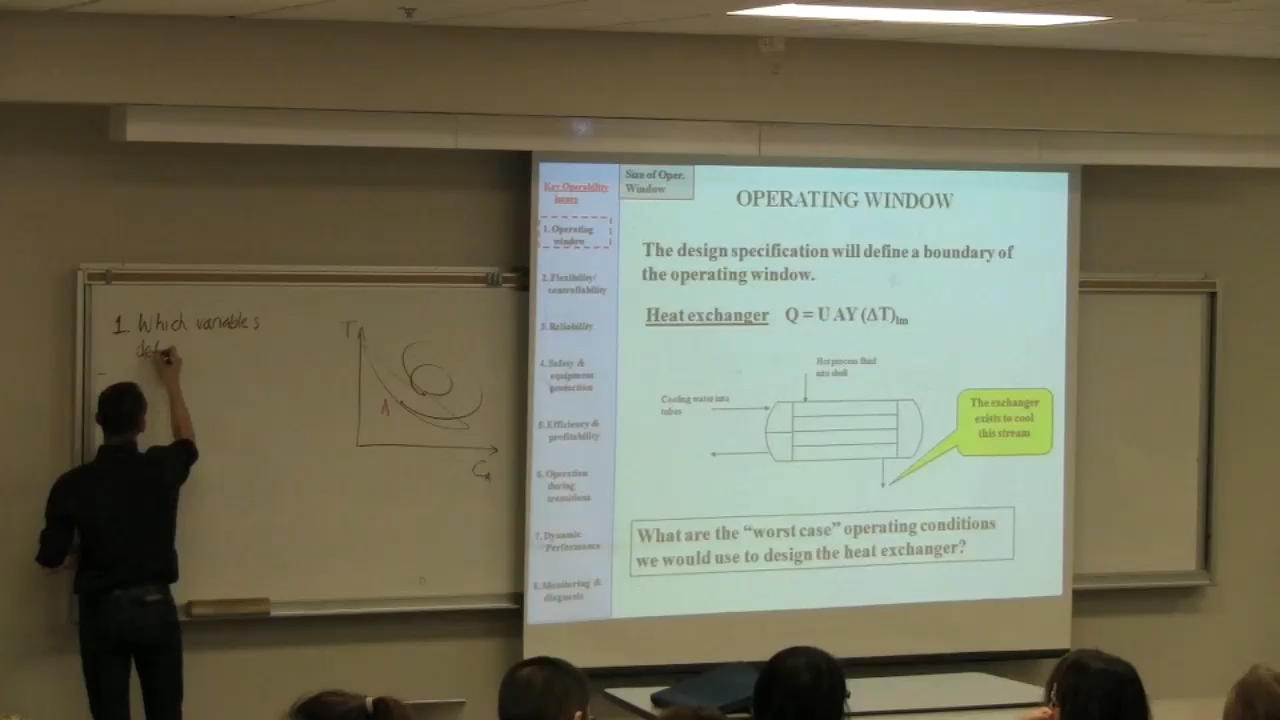 1 Which variables
def
T
A
CA
Key Operability
issues
1. Operating
window
2. Flexibility/
controllability
3. Reliability
4. Safety &
equipment
protection
5. Efficiency &
profitability
6. Operation
during
transitions
7. Dynamic
Performance
8. Monitoring &
diagnosis
Size of Oper.
Window
OPERATING WINDOW
The design specification will define a boundary of
the operating window.
Heat exchanger Q = U AY (ΔT)lm
Hot process fluid
into shell
Cooling water into
tubes
The exchanger
exists to cool
this stream
What are the “worst case” operating conditions
we would use to design the heat exchanger?